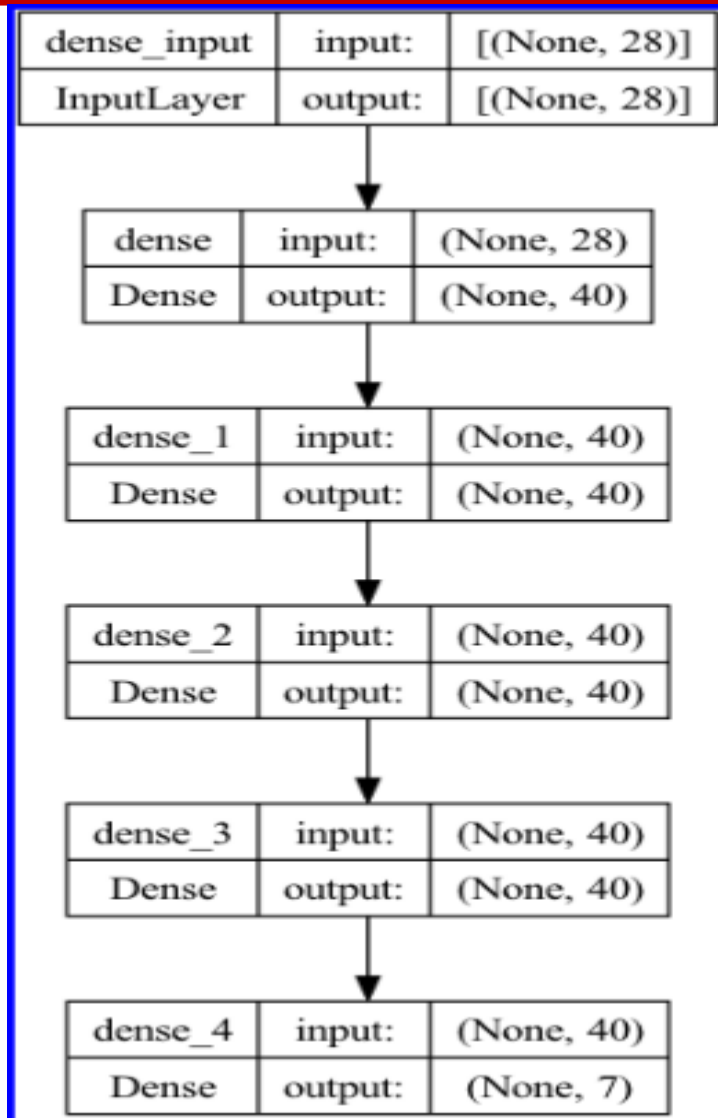 dense_input input: [(None, 28)]
InputLayer output: [(None, 28)]
dense input: (None, 28)
Dense output: (None, 40)
dense_1 input: (None, 40)
Dense output: (None, 40)
dense_2 input: (None, 40)
Dense output: (None, 40)
dense_3 input: (None, 40)
Dense output: (None, 40)
dense_4 input: (None, 40)
Dense output: (None, 7)